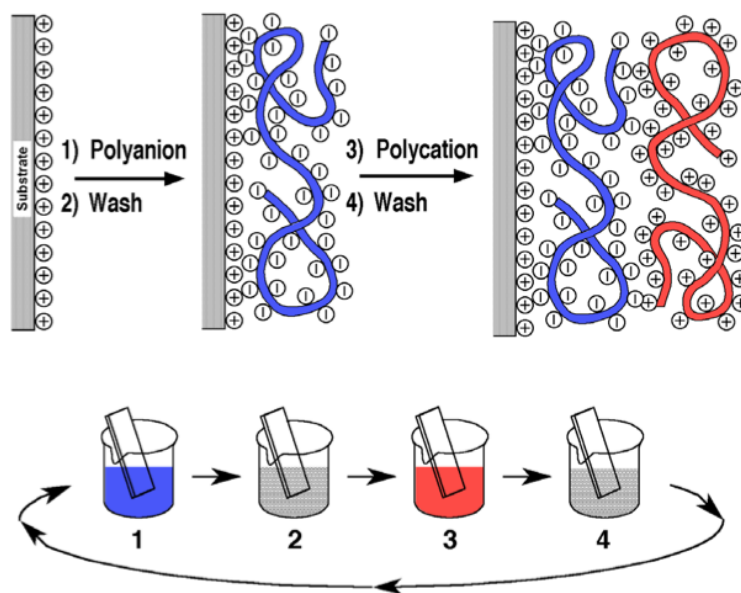 Substrate
1) Polyanion
2) Wash
3) Polycation
4) Wash
1
2
3
4